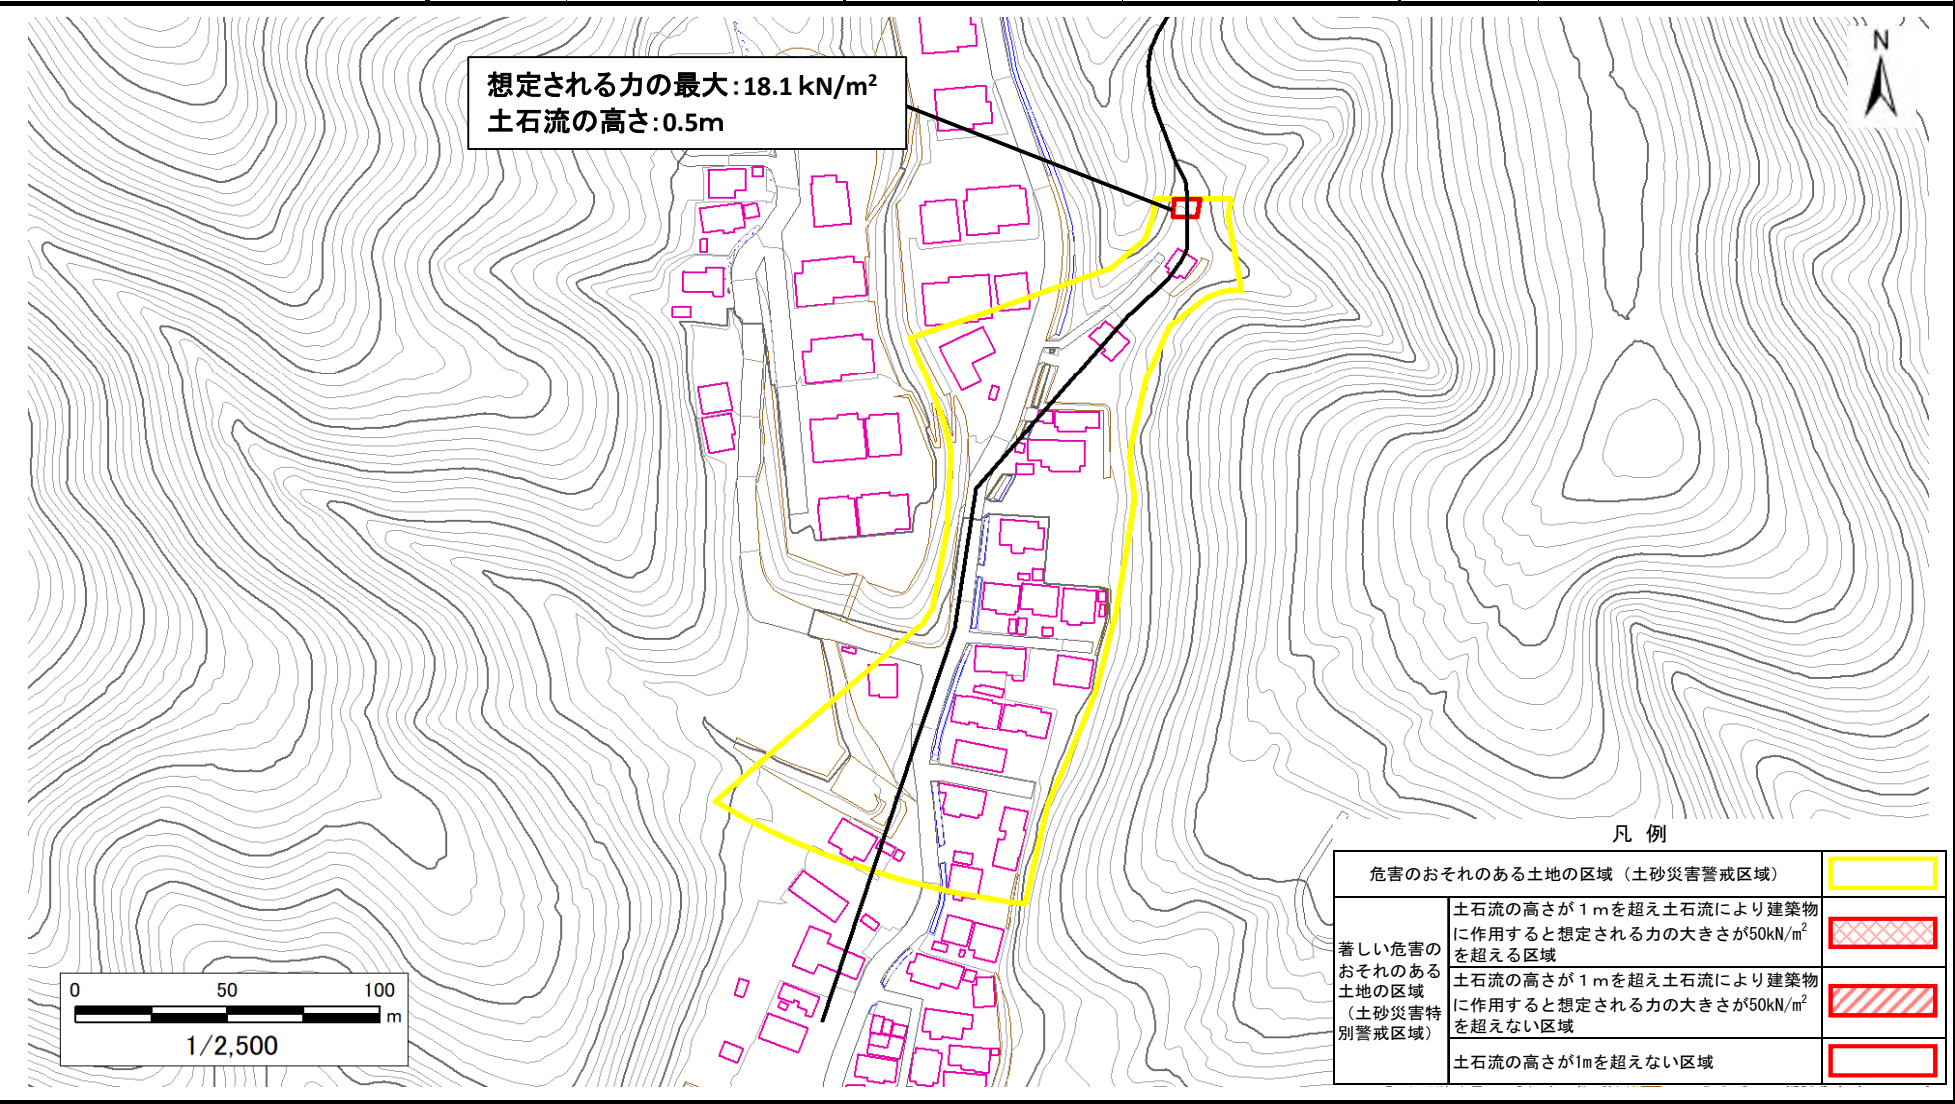 想定される力の最大:18.1 kN/m²
土石流の高さ:0.5m
N
凡 例
危害のおそれのある土地の区域（土砂災害警戒区域）
著しい危害の
おそれのある
土地の区域
（土砂災害特
別警戒区域）
土石流の高さが１ｍを超え土石流により建築物
に作用すると想定される力の大きさが50kN/㎡
を超える区域
土石流の高さが１ｍを超え土石流により建築物
に作用すると想定される力の大きさが50kN/㎡
を超えない区域
土石流の高さが1mを超えない区域
0 50 100
m
1/2,500